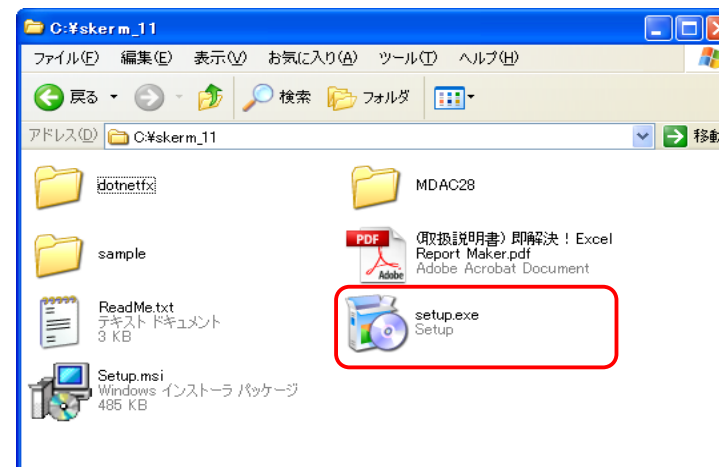 C:¥skerm_11
ファイル(F) 編集(E) 表示(V) お気に入り(A) ツール(T) ヘルプ(H)
戻る 検索 フォルダ
アドレス(D) C:¥skerm_11 移動
dotnetfx
MDAC28
sample
PDF
Adobe
(取扱説明書) 即解決！Excel
Report Maker.pdf
Adobe Acrobat Document
ReadMe.txt
テキスト ドキュメント
3 KB
setup.exe
Setup
Setup.msi
Windows インストーラ パッケージ
485 KB